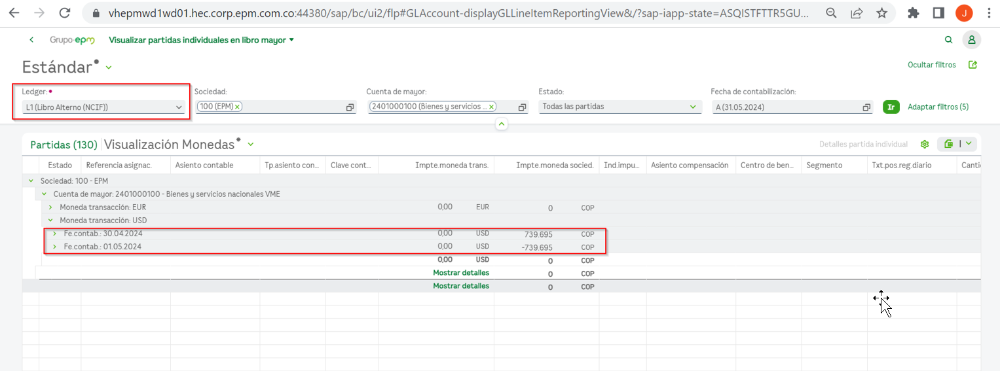 vhepmwd1wd01.hec.corp.epm.com.co:44380/sap/bc/ui2/flp#GLAccount-displayGLLineItemReportingView&/?sap-iapp-state=ASQISTFTTR5GU...
J
Grupo·epm Visualizar partidas individuales en libro mayor
Estándar*
Ocultar filtros
Ledger: Sociedad: Cuenta de mayor: Estado: Fecha de contabilización:
L1 (Libro Alterno (NCIF)) 100 (EPM) 2401000100 (Bienes y servicios ... Todas las partidas A (31.05.2024) Ir Adaptar filtros (5)
Partidas (130) Visualización Monedas* Detalles partida individual
Estado Referencia asignac. Asiento contable Tp.asiento con... Clave cont... Impte.moneda trans. Impte.moneda socied. Ind.impu... Asiento compensación Centro de ben... Segmento Txt.pos.reg.diario Canti
Sociedad: 100 - EPM
Cuenta de mayor: 2401000100 - Bienes y servicios nacionales VME
Moneda transacción: EUR 0,00 EUR 0 COP
Moneda transacción: USD
Fe.contab.: 30.04.2024 0,00 USD 739.695 COP
Fe.contab.: 01.05.2024 0,00 USD -739.695 COP
0,00 USD 0 COP
Mostrar detalles 0 COP
Mostrar detalles 0 COP